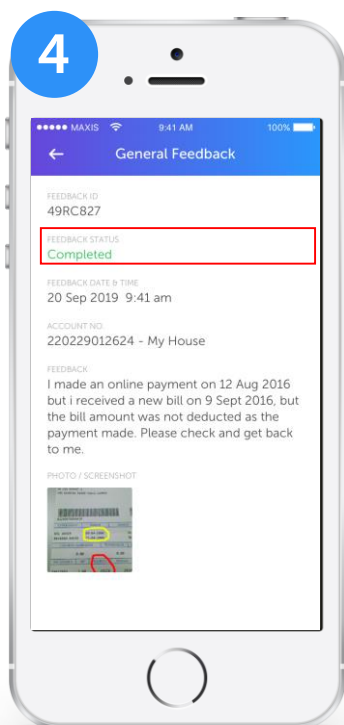 4
MAXIS 9:41 AM 100%
General Feedback
FEEDBACK ID
49RC827
FEEDBACK STATUS
Completed
FEEDBACK DATE & TIME
20 Sep 2019 9:41 am
ACCOUNT NO
220229012624 - My House
FEEDBACK
I made an online payment on 12 Aug 2016
but i received a new bill on 9 Sept 2016, but
the bill amount was not deducted as the
payment made. Please check and get back
to me.
PHOTO / SCREENSHOT